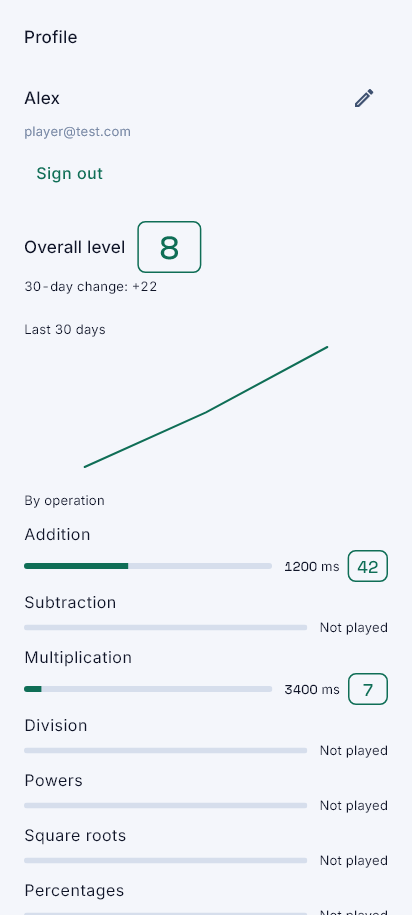 Profile
Alex
player@test.com
Sign out
Overall level 8
30-day change: +22
Last 30 days
By operation
Addition
1200 ms 42
Subtraction
Not played
Multiplication
3400 ms 7
Division
Not played
Powers
Not played
Square roots
Not played
Percentages
Not played